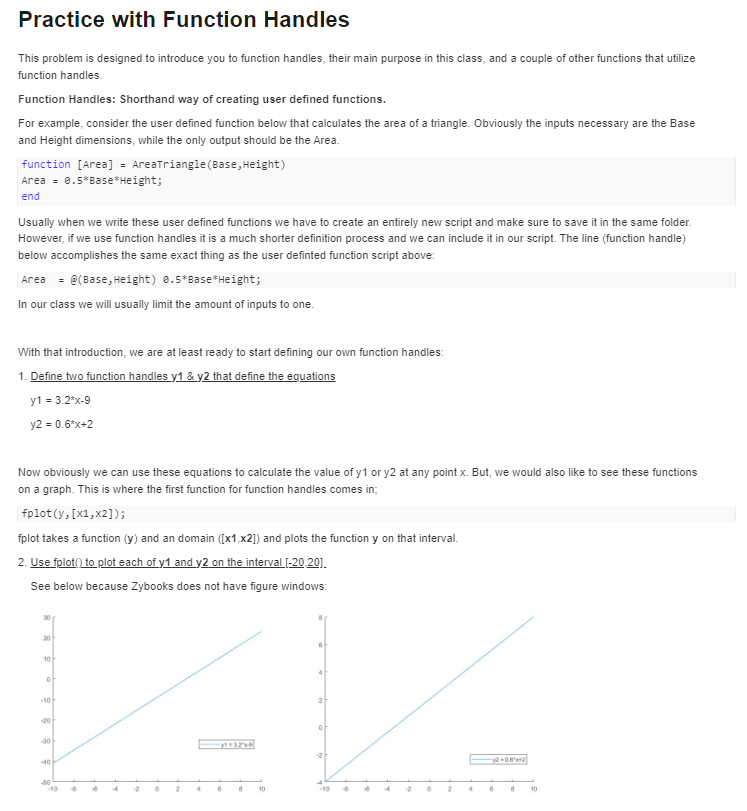 Practice with Function Handles
This problem is designed to introduce you to function handles, their main purpose in this class, and a couple of other functions that utilize
function handles.
Function Handles: Shorthand way of creating user defined functions.
For example, consider the user defined function below that calculates the area of a triangle. Obviously the inputs necessary are the Base
and Height dimensions, while the only output should be the Area.
function [Area] = AreaTriangle(Base,Height)
Area = 0.5*Base*Height;
end
Usually when we write these user defined functions we have to create an entirely new script and make sure to save it in the same folder.
However, if we use function handles it is a much shorter definition process and we can include it in our script. The line (function handle)
below accomplishes the same exact thing as the user definted function script above:
Area = @(Base,Height) 0.5*Base*Height;
In our class we will usually limit the amount of inputs to one.
With that introduction, we are at least ready to start defining our own function handles:
1. Define two function handles y1 & y2 that define the equations
y1 = 3.2*x-9
y2 = 0.6*x+2
Now obviously we can use these equations to calculate the value of y1 or y2 at any point x. But, we would also like to see these functions
on a graph. This is where the first function for function handles comes in;
fplot(y,[x1,x2]);
fplot takes a function (y) and an domain ([x1,x2]) and plots the function y on that interval.
2. Use fplot() to plot each of y1 and y2 on the interval [-20,20].
See below because Zybooks does not have figure windows:
30
20
10
0
-10
-20
-30
-40
-50
-10 -8 -6 -4 -2 0 2 4 6 8 10
y1 = 3.2*x-9
8
6
4
2
0
-2
-4
-10 -8 -6 -4 -2 0 2 4 6 8 10
y2 = 0.6*x+2